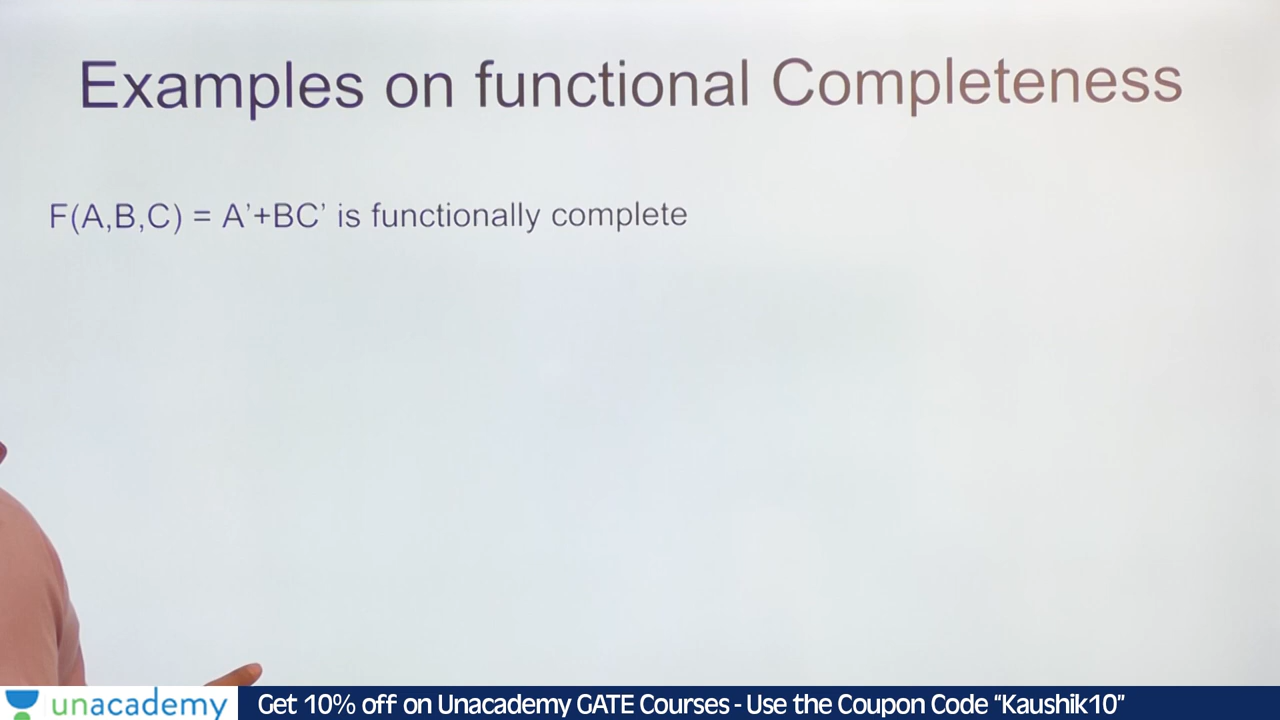 Examples on functional Completeness
F(A,B,C) = A’+BC’ is functionally complete
unacademy
Get 10% off on Unacademy GATE Courses - Use the Coupon Code “Kaushik10”